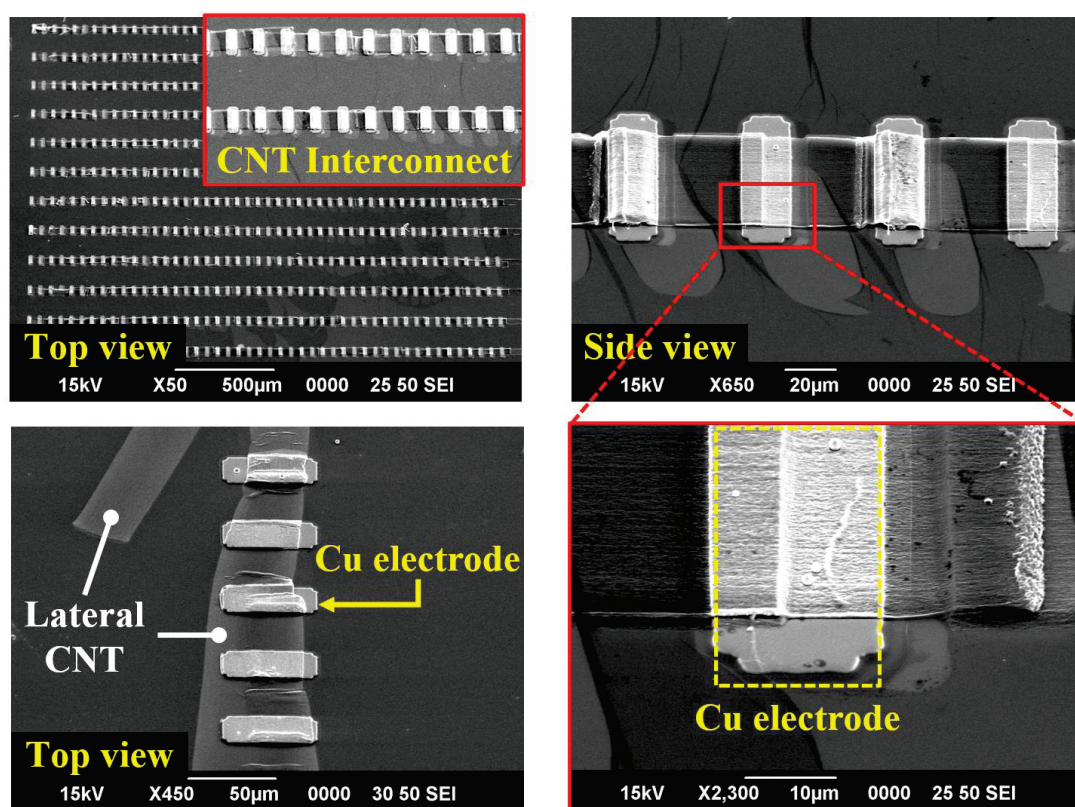 CNT Interconnect
Top view
15kV X50 500μm 0000 25 50 SEI
Side view
15kV X650 20μm 0000 25 50 SEI
Lateral
CNT
Cu electrode
Top view
15kV X450 50μm 0000 30 50 SEI
Cu electrode
15kV X2,300 10μm 0000 25 50 SEI